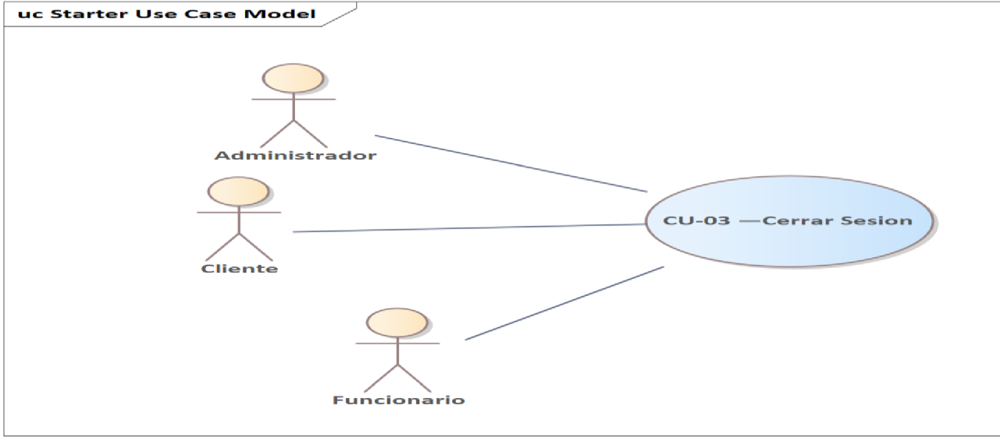 uc Starter Use Case Model
Administrador
Cliente
CU-03 —Cerrar Sesion
Funcionario